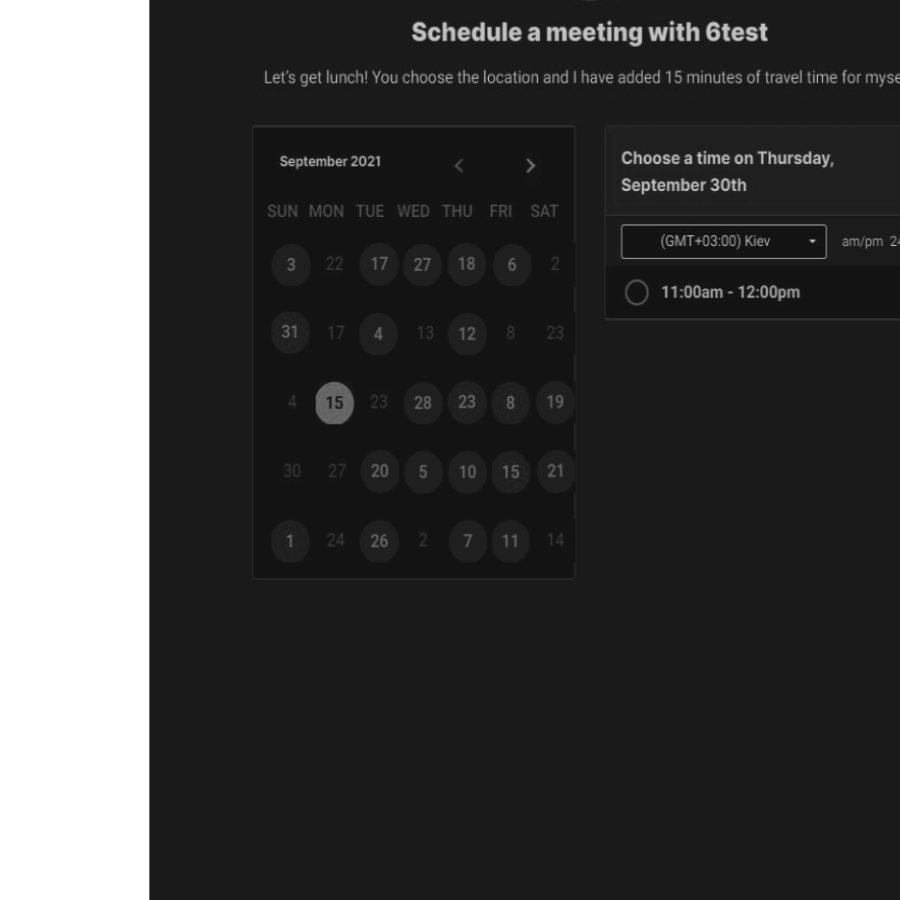 Schedule a meeting with 6test
Let's get lunch! You choose the location and I have added 15 minutes of travel time for myse
September 2021
SUN MON TUE WED THU FRI SAT
3 22 17 27 18 6 2
31 17 4 13 12 8 23
4 15 23 28 23 8 19
30 27 20 5 10 15 21
1 24 26 2 7 11 14
Choose a time on Thursday,
September 30th
(GMT+03:00) Kiev am/pm 24
11:00am - 12:00pm